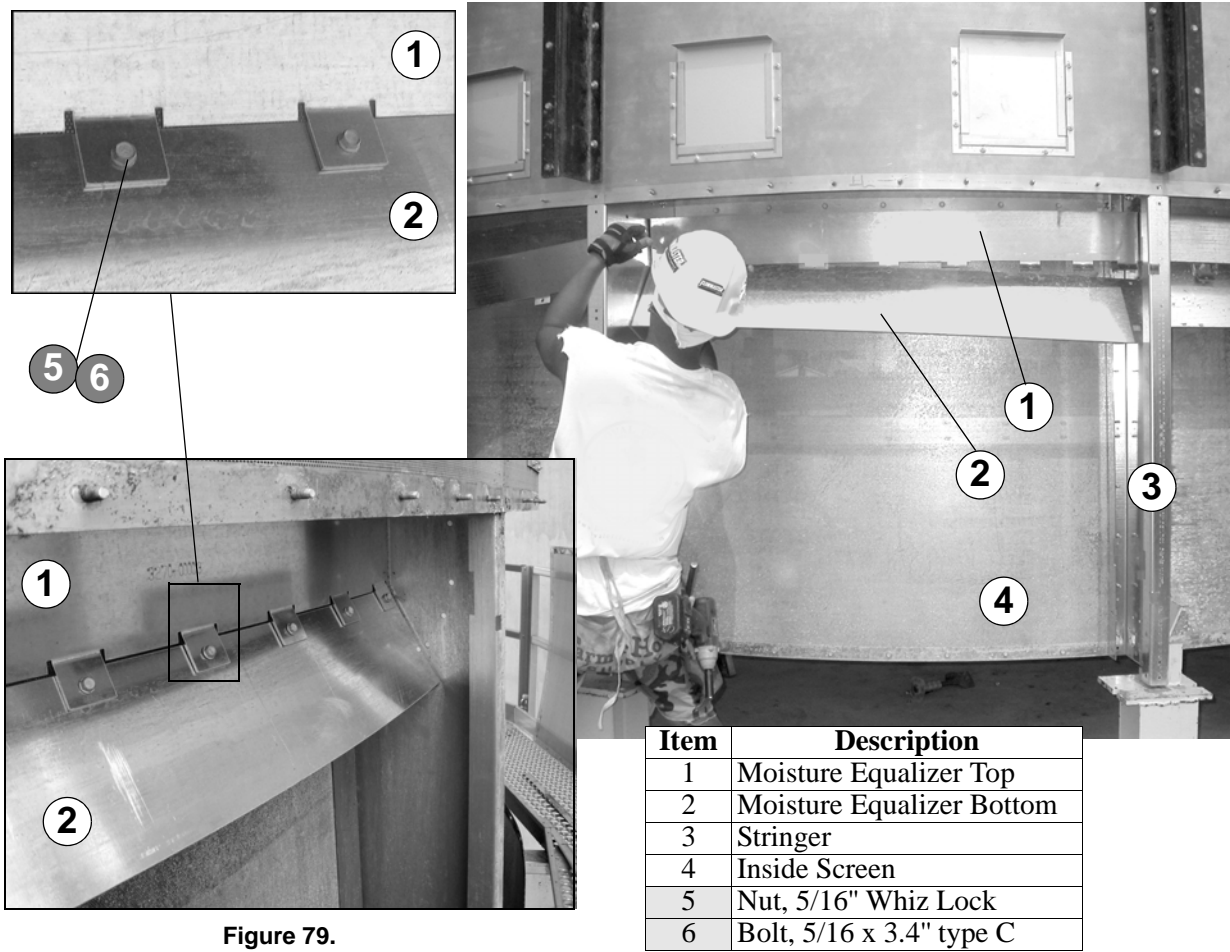 1
2
5 6
1
2
1
2
3
4
Item Description
1 Moisture Equalizer Top
2 Moisture Equalizer Bottom
3 Stringer
4 Inside Screen
5 Nut, 5/16" Whiz Lock
6 Bolt, 5/16 x 3.4" type C
Figure 79.